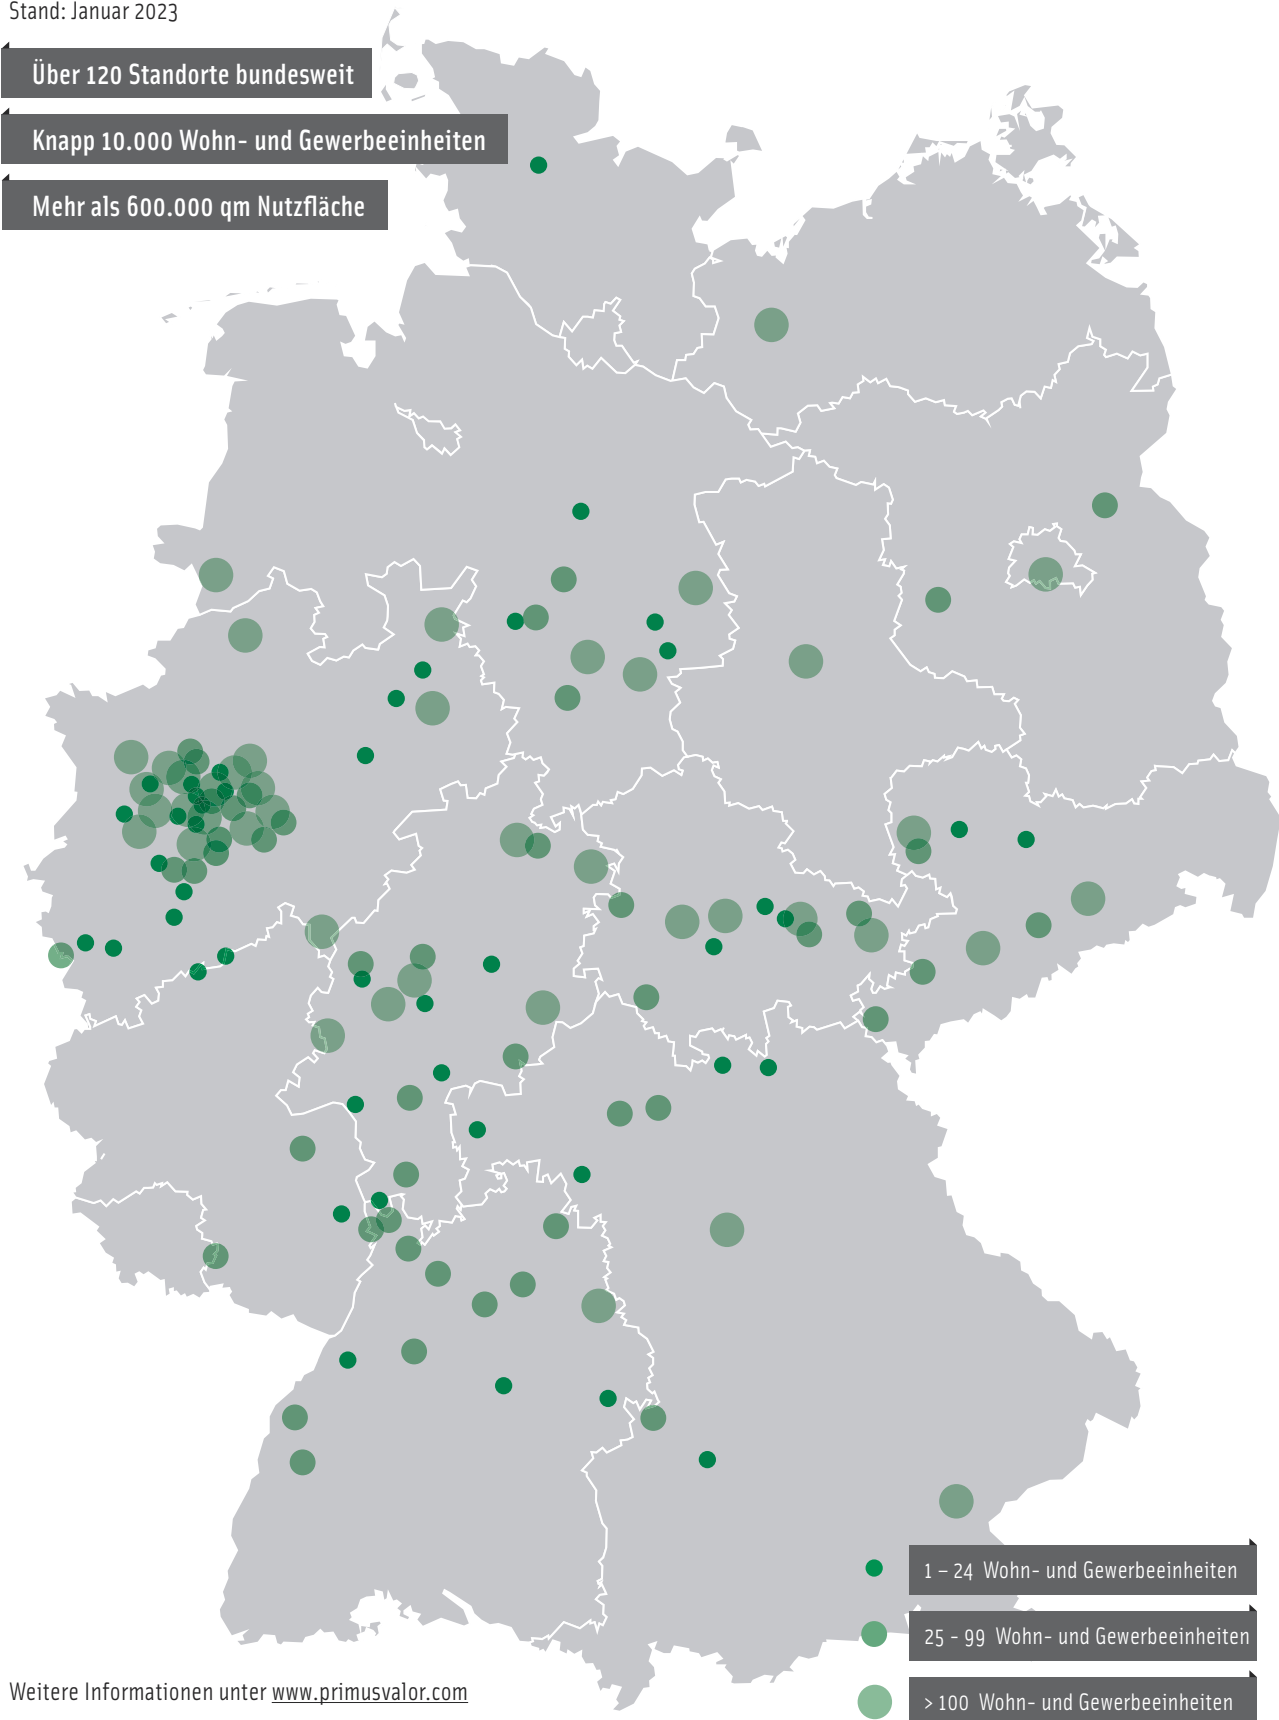 Stand: Januar 2023
Über 120 Standorte bundesweit
Knapp 10.000 Wohn- und Gewerbeeinheiten
Mehr als 600.000 qm Nutzfläche
1 – 24 Wohn- und Gewerbeeinheiten
25 - 99 Wohn- und Gewerbeeinheiten
> 100 Wohn- und Gewerbeeinheiten
Weitere Informationen unter www.primusvalor.com